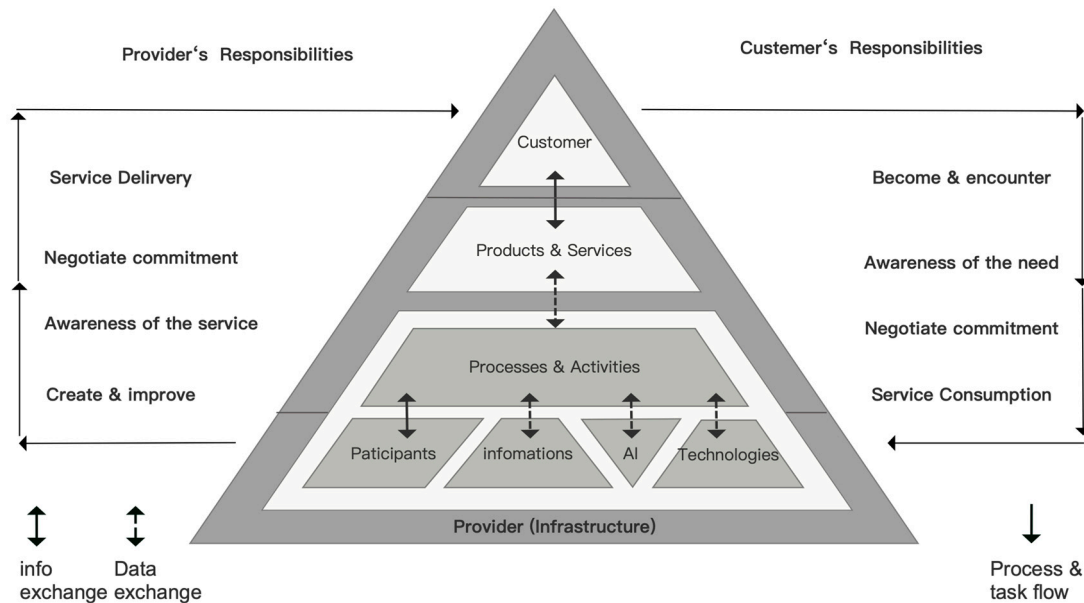 Provider‘s Responsibilities
Custemer‘s Responsibilities
Customer
Service Delirvery
Become & encounter
Products & Services
Negotiate commitment
Awareness of the need
Awareness of the service
Negotiate commitment
Processes & Activities
Create & improve
Service Consumption
Paticipants
infomations
AI
Technologies
Provider (Infrastructure)
info
exchange
Data
exchange
Process &
task flow